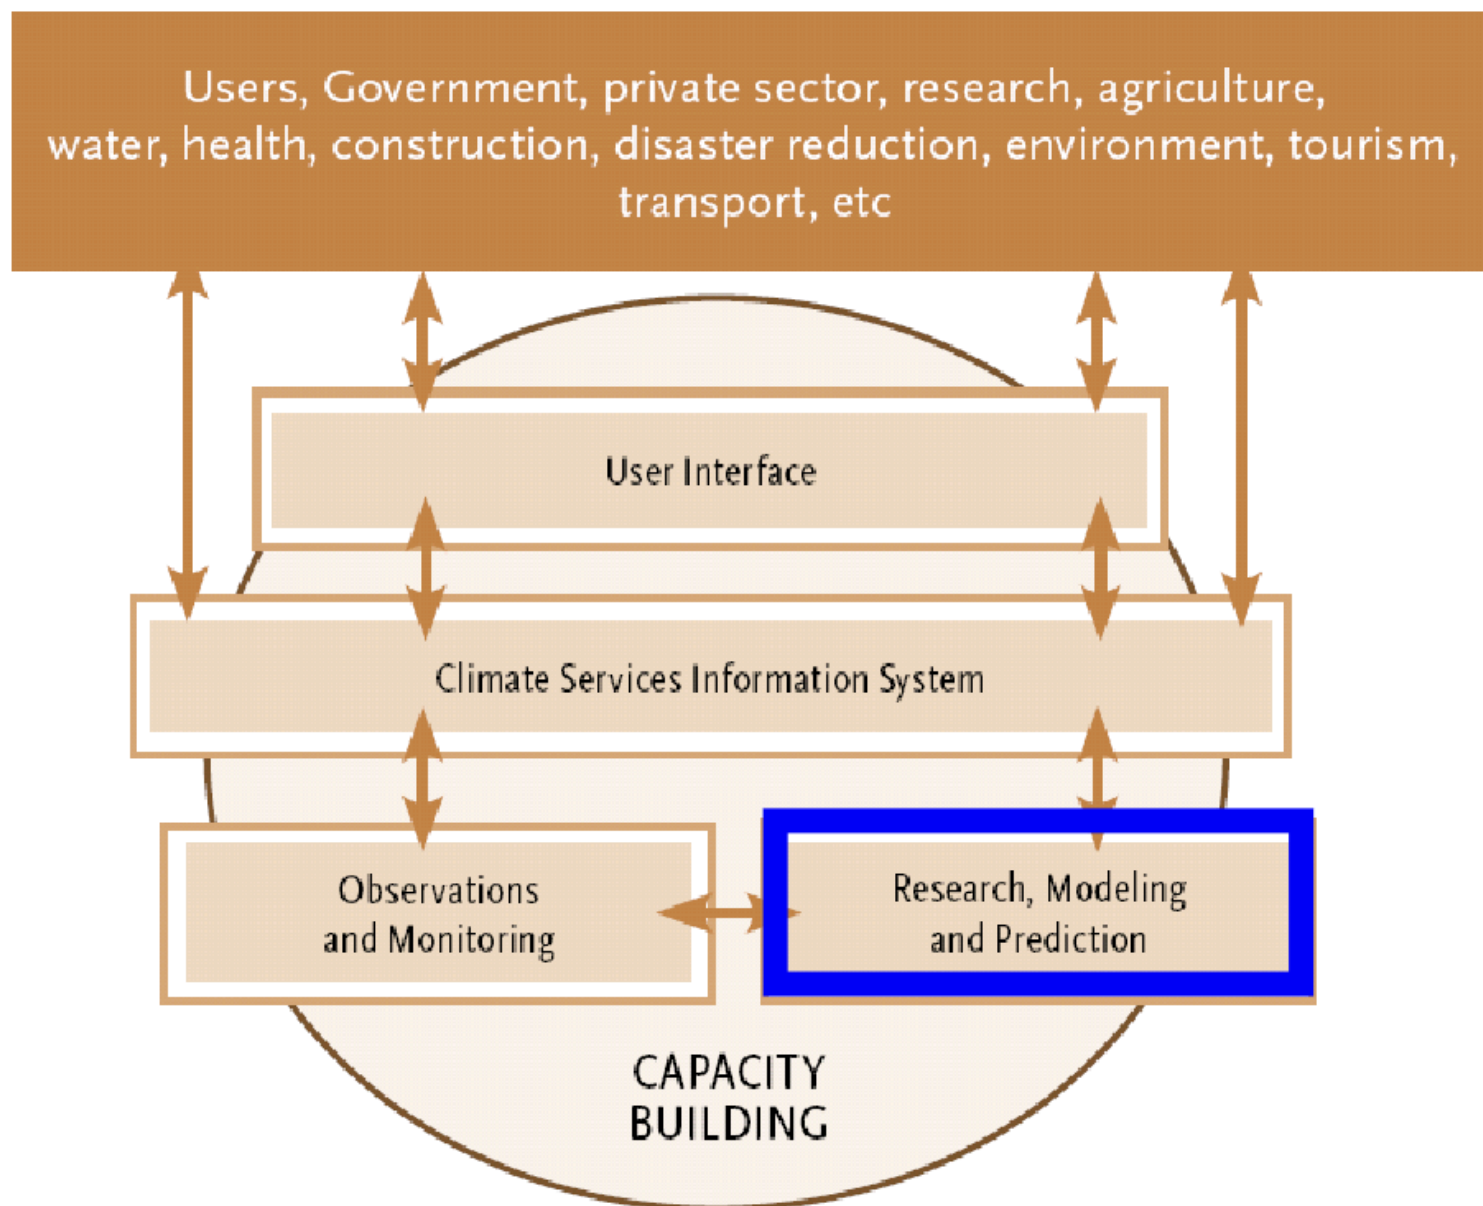 Users, Government, private sector, research, agriculture,
water, health, construction, disaster reduction, environment, tourism,
transport, etc
User Interface
Climate Services Information System
Observations
and Monitoring
Research, Modeling
and Prediction
CAPACITY
BUILDING